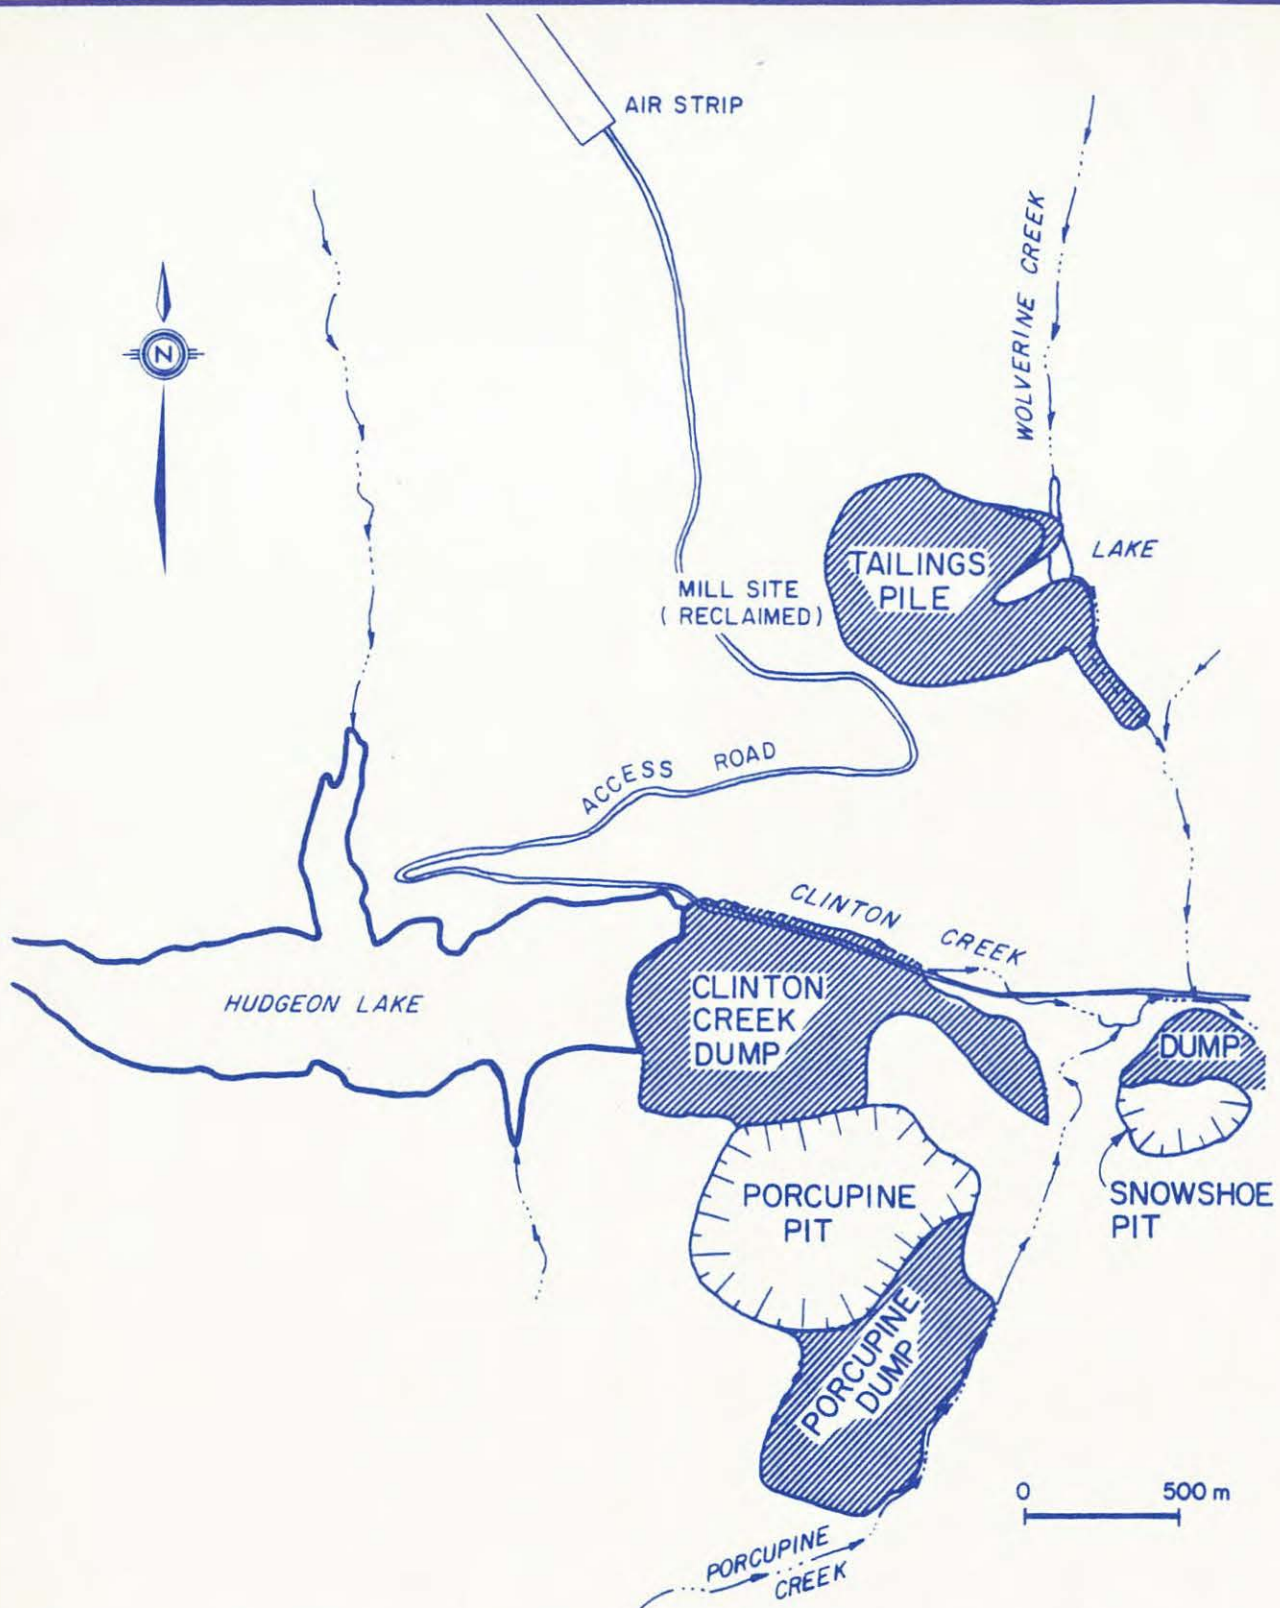 AIR STRIP
WOLVERINE CREEK
N
LAKE
TAILINGS
PILE
MILL SITE
( RECLAIMED )
ACCESS ROAD
CLINTON CREEK
HUDGEON LAKE
CLINTON
CREEK
DUMP
DUMP
PORCUPINE
PIT
SNOWSHOE
PIT
PORCUPINE
DUMP
0 500 m
PORCUPINE
CREEK